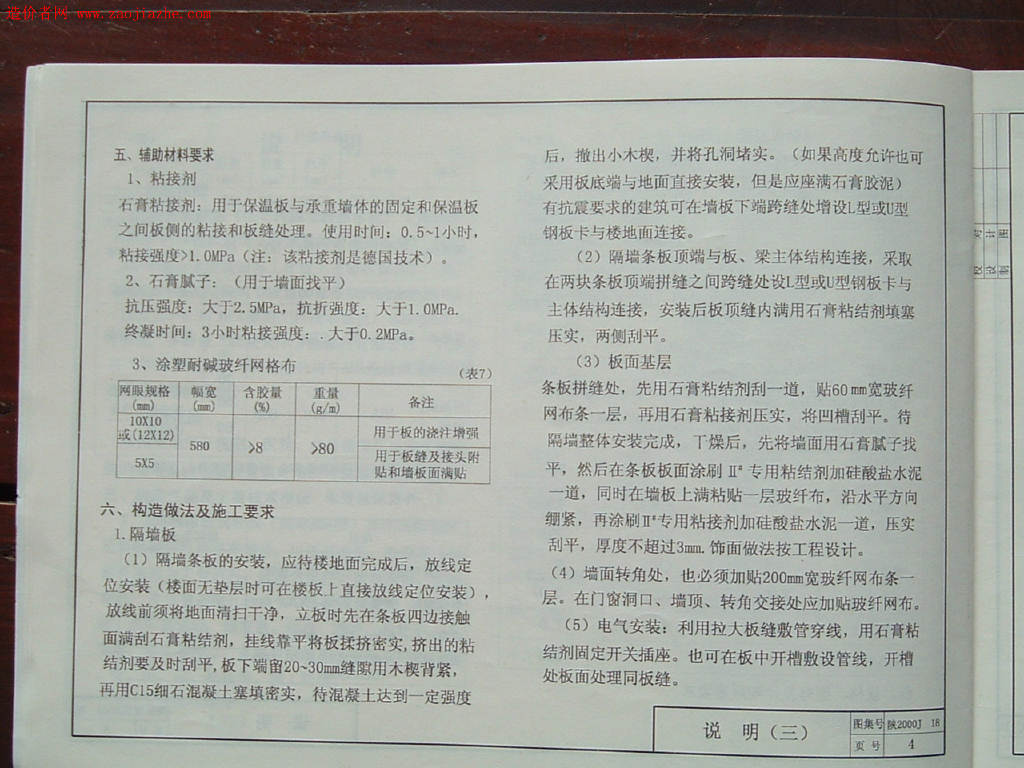 造价者网 www.zaojiazhe.com
五、辅助材料要求
1、粘接剂
石膏粘接剂：用于保温板与承重墙体的固定和保温板
之间板侧的粘接和板缝处理。使用时间：0.5~1小时，
粘接强度>1.0MPa（注：该粘接剂是德国技术）。
2、石膏腻子：（用于墙面找平）
抗压强度：大于2.5MPa，抗折强度：大于1.0MPa.
终凝时间：3小时粘接强度：.大于0.2MPa。
3、涂塑耐碱玻纤网格布
（表7）
网眼规格(mm) 幅宽(mm) 含胶量(%) 重量(g/m) 备注
10X10或(12X12) 580 ≥8 ≥80 用于板的浇注增强
5X5 用于板缝及接头附贴和墙板面满贴
六、构造做法及施工要求
1.隔墙板
（1）隔墙条板的安装，应待楼地面完成后，放线定
位安装（楼面无垫层时可在楼板上直接放线定位安装），
放线前须将地面清扫干净，立板时先在条板四边接触
面满刮石膏粘结剂，挂线靠平将板揉挤密实,挤出的粘
结剂要及时刮平,板下端留20~30mm缝隙用木楔背紧，
再用C15细石混凝土塞填密实，待混凝土达到一定强度
后，撤出小木楔，并将孔洞堵实。（如果高度允许也可
采用板底端与地面直接安装，但是应座满石膏胶泥）
有抗震要求的建筑可在墙板下端跨缝处增设L型或U型
钢板卡与楼地面连接。
（2）隔墙条板顶端与板、梁主体结构连接，采取
在两块条板顶端拼缝之间跨缝处设L型或U型钢板卡与
主体结构连接，安装后板顶缝内满用石膏粘结剂填塞
压实，两侧刮平。
（3）板面基层
条板拼缝处，先用石膏粘结剂刮一道，贴60mm宽玻纤
网布条一层，再用石膏粘接剂压实，将凹槽刮平。待
隔墙整体安装完成，丁燥后，先将墙面用石膏腻子找
平，然后在条板板面涂刷Ⅱ#专用粘结剂加硅酸盐水泥
一道，同时在墙板上满粘贴一层玻纤布，沿水平方向
绷紧，再涂刷Ⅱ#专用粘接剂加硅酸盐水泥一道，压实
刮平，厚度不超过3mm.饰面做法按工程设计。
（4）墙面转角处，也必须加贴200mm宽玻纤网布条一
层。在门窗洞口、墙顶、转角交接处应加贴玻纤网布。
（5）电气安装：利用拉大板缝敷管穿线，用石膏粘
结剂固定开关插座。也可在板中开槽敷设管线，开槽
处板面处理同板缝。
说 明（三）
图集号 陕2000J 18
页 号 4